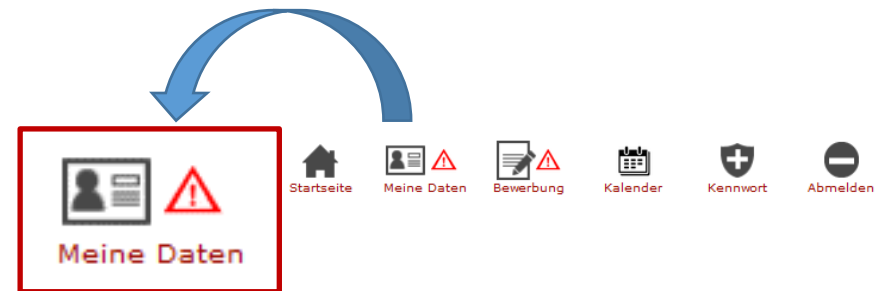 Startseite
Meine Daten
Bewerbung
Kalender
Kennwort
Abmelden
Meine Daten